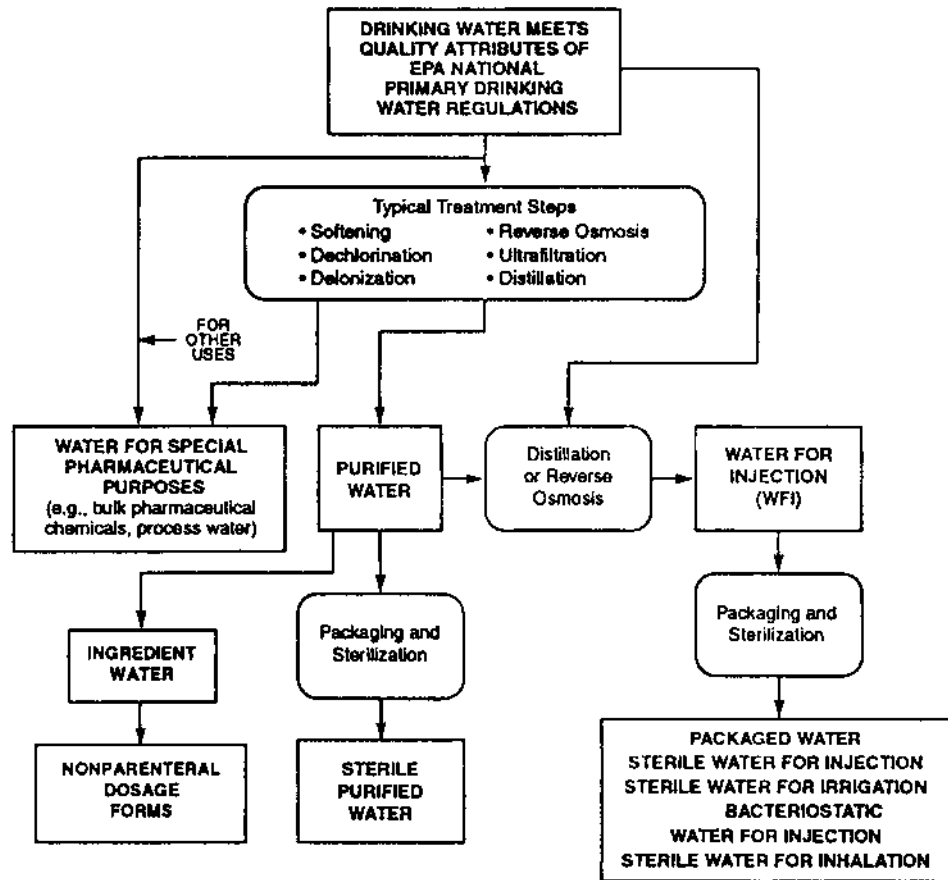 DRINKING WATER MEETS
QUALITY ATTRIBUTES OF
EPA NATIONAL
PRIMARY DRINKING
WATER REGULATIONS
Typical Treatment Steps
• Softening
• Dechlorination
• Delonization
• Reverse Osmosis
• Ultrafiltration
• Distillation
FOR
OTHER
USES
WATER FOR SPECIAL
PHARMACEUTICAL
PURPOSES
(e.g., bulk pharmaceutical
chemicals, process water)
PURIFIED
WATER
Distillation
or Reverse
Osmosis
WATER FOR
INJECTION
(WFI)
INGREDIENT
WATER
Packaging and
Sterilization
Packaging and
Sterilization
NONPARENTERAL
DOSAGE
FORMS
STERILE
PURIFIED
WATER
PACKAGED WATER
STERILE WATER FOR INJECTION
STERILE WATER FOR IRRIGATION
BACTERIOSTATIC
WATER FOR INJECTION
STERILE WATER FOR INHALATION